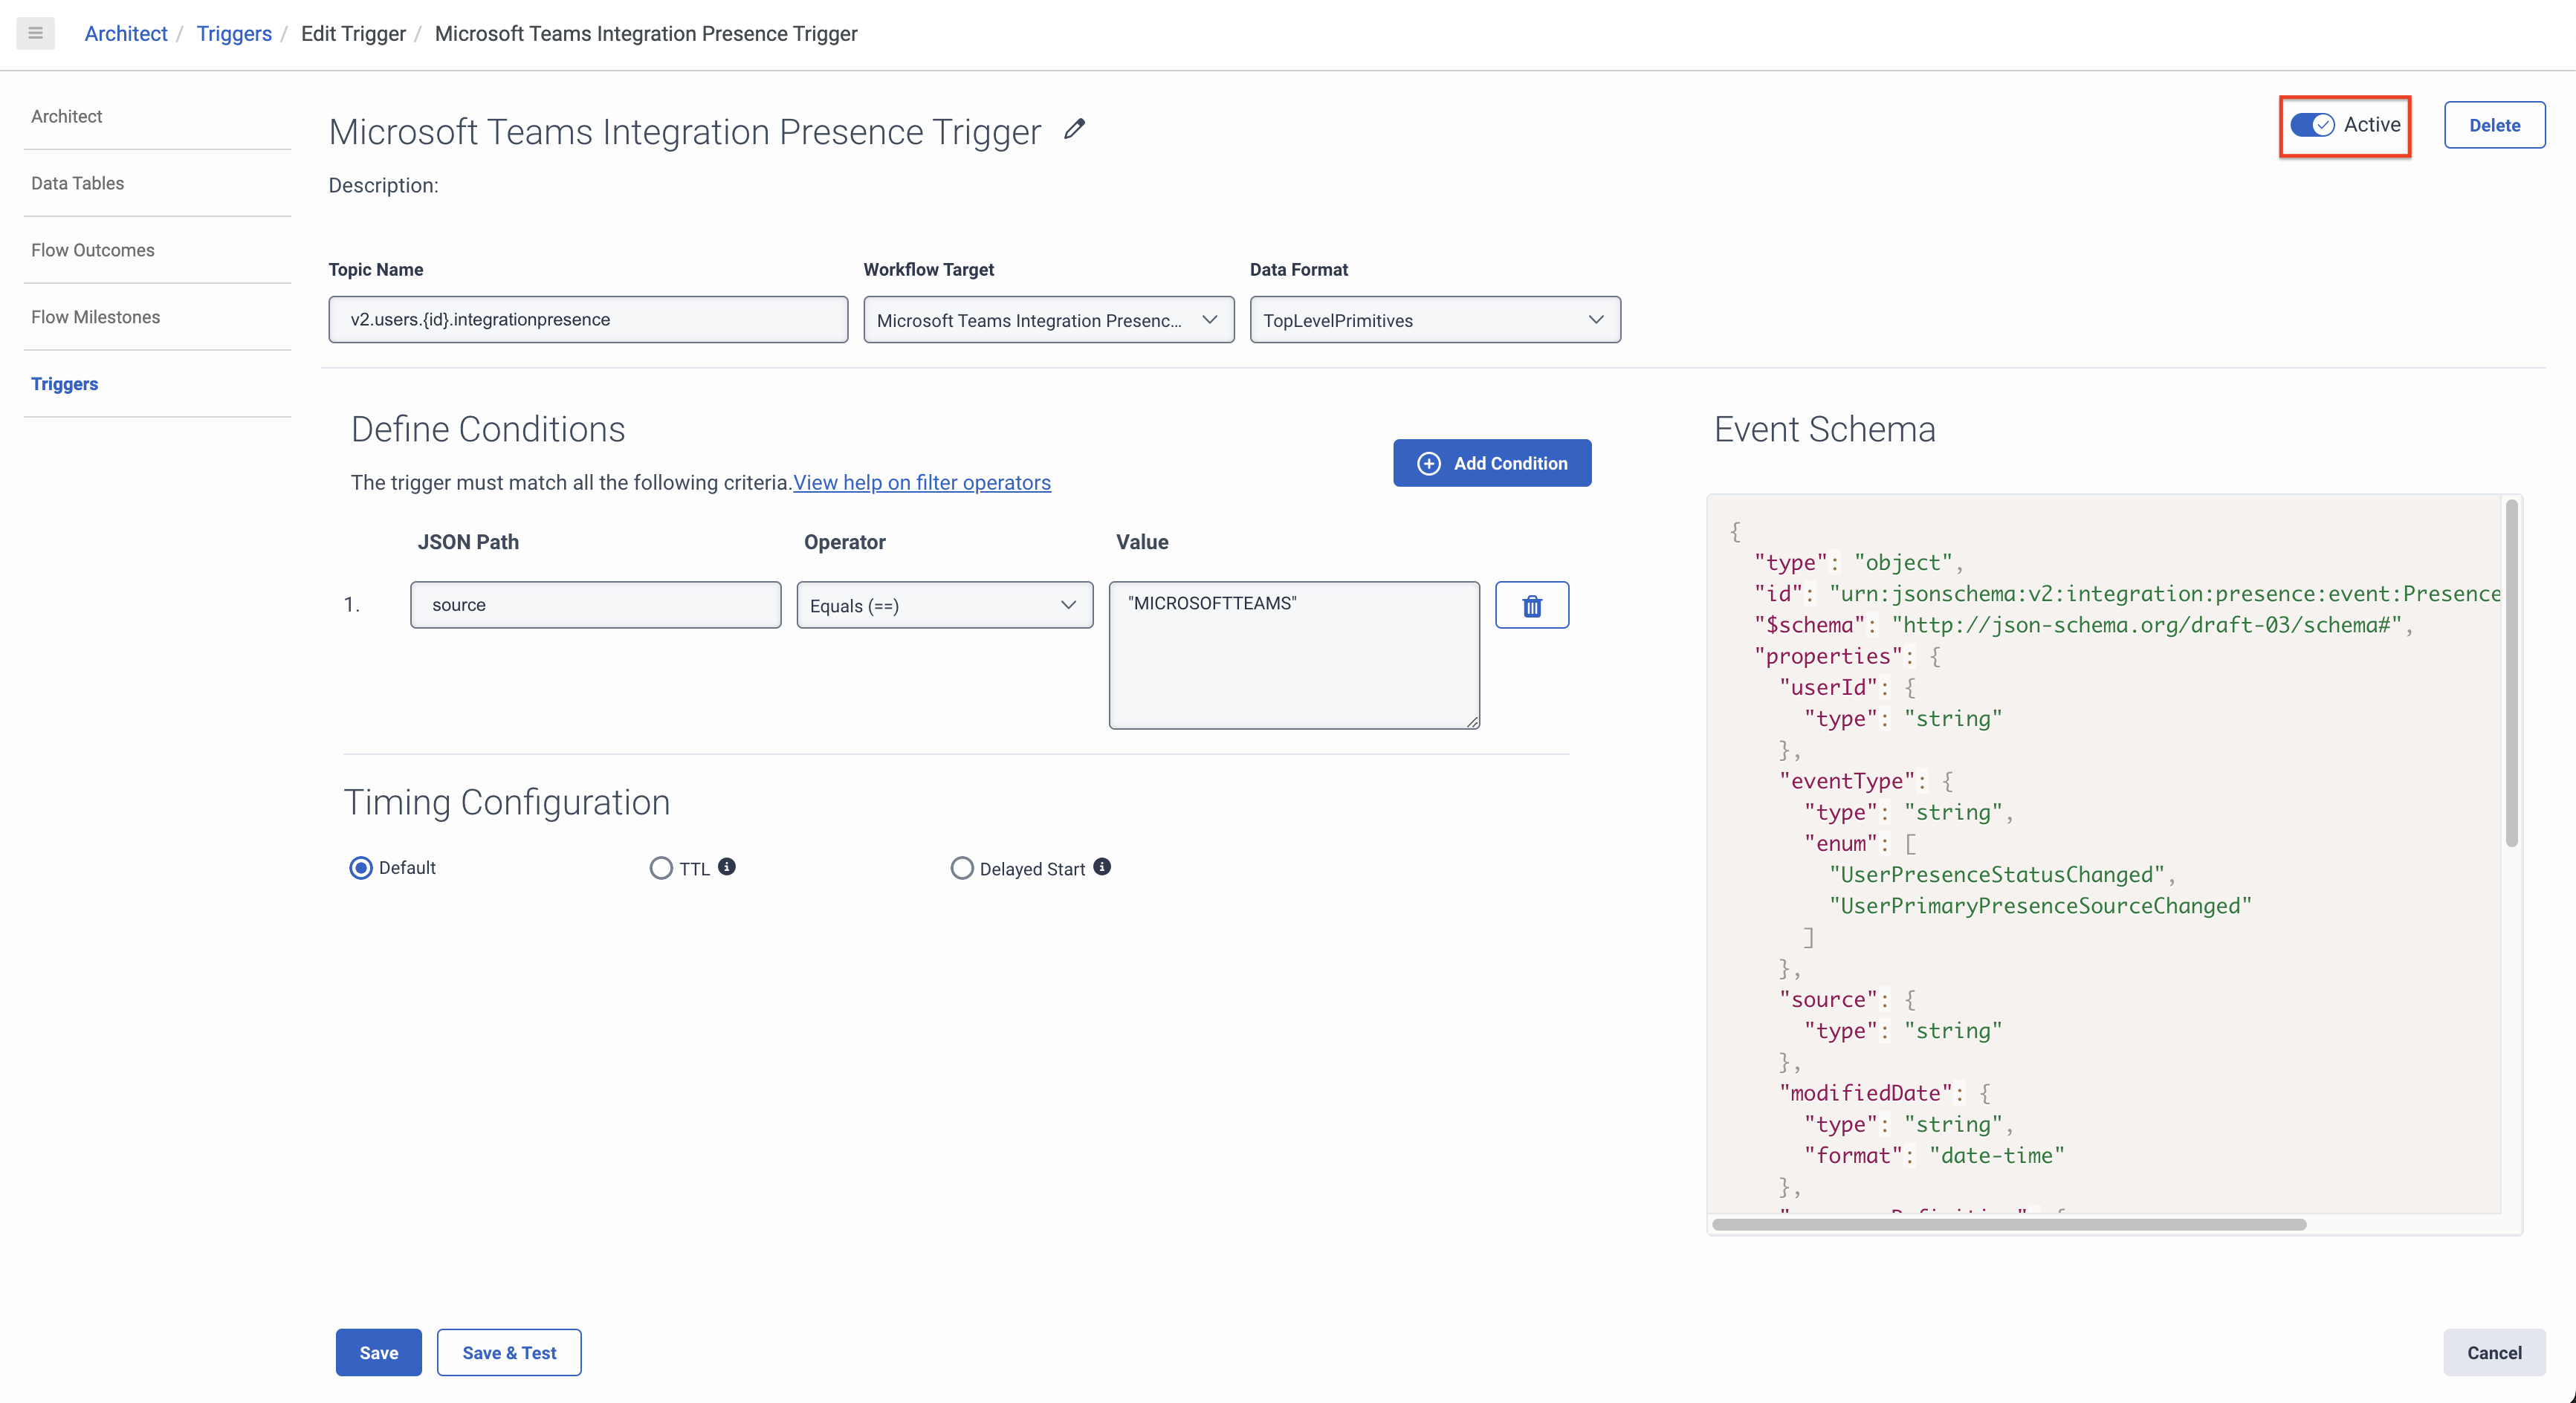 Architect / Triggers / Edit Trigger / Microsoft Teams Integration Presence Trigger
Architect
Data Tables
Flow Outcomes
Flow Milestones
Triggers
Microsoft Teams Integration Presence Trigger
Active
Delete
Description:
Topic Name
Workflow Target
Data Format
v2.users.{id}.integrationpresence
Microsoft Teams Integration Presenc...
TopLevelPrimitives
Define Conditions
The trigger must match all the following criteria.View help on filter operators
Add Condition
JSON Path
Operator
Value
1.
source
Equals (==)
"MICROSOFTTEAMS"
Timing Configuration
Default
TTL
Delayed Start
Event Schema
{
"type": "object",
"id": "urn:jsonschema:v2:integration:presence:event:Presence
"$schema": "http://json-schema.org/draft-03/schema#",
"properties": {
"userId": {
"type": "string"
},
"eventType": {
"type": "string",
"enum": [
"UserPresenceStatusChanged",
"UserPrimaryPresenceSourceChanged"
]
},
"source": {
"type": "string"
},
"modifiedDate": {
"type": "string",
"format": "date-time"
},
Save
Save & Test
Cancel